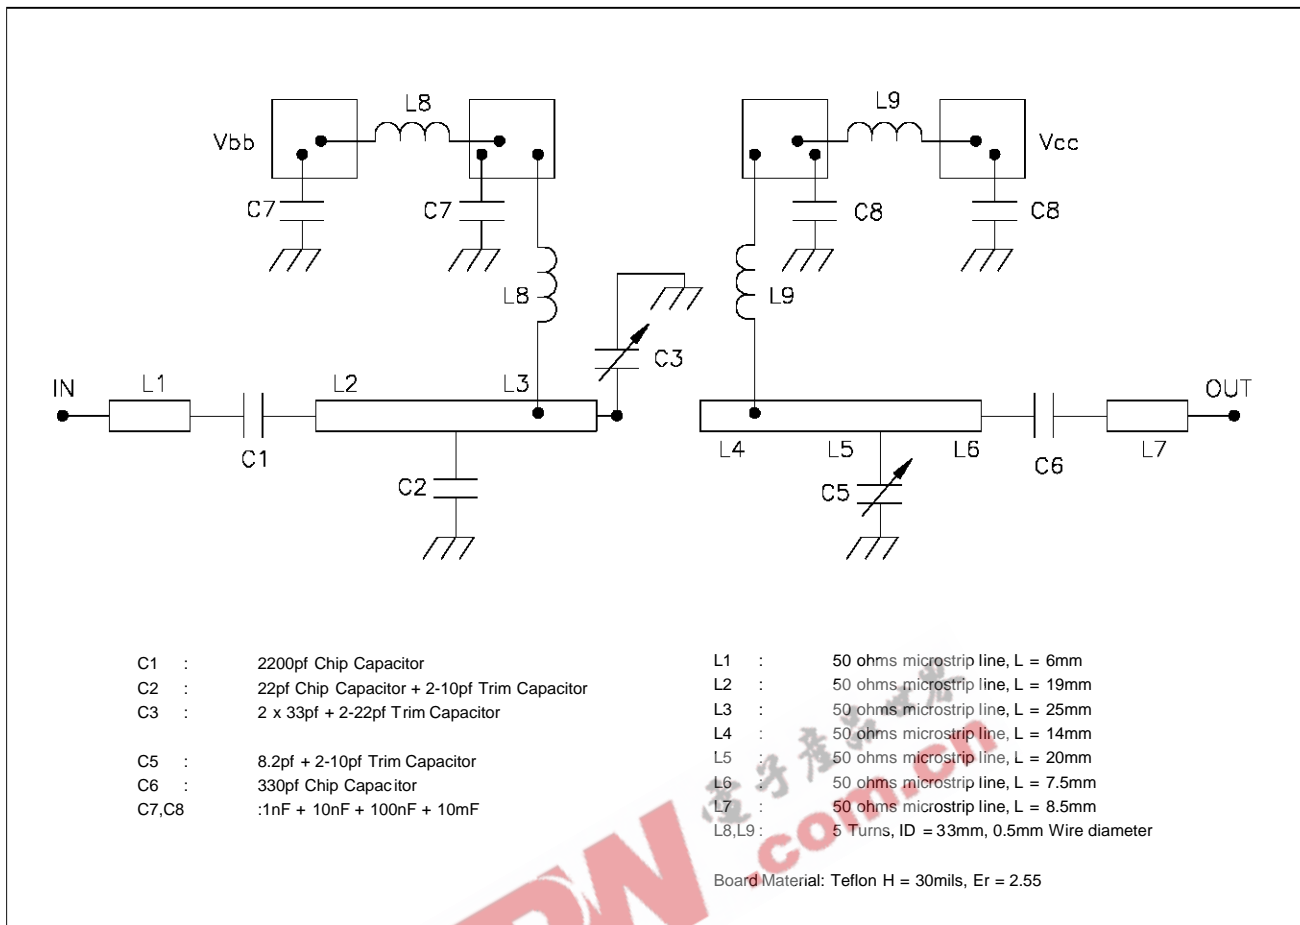 L8
L9
Vbb
Vcc
C7
C7
C8
C8
L8
L9
C3
IN
L1
L2
L3
OUT
C1
L4
L5
L6
C6
L7
C2
C5
C1 : 2200pf Chip Capacitor
C2 : 22pf Chip Capacitor + 2-10pf Trim Capacitor
C3 : 2 x 33pf + 2-22pf Trim Capacitor
C5 : 8.2pf + 2-10pf Trim Capacitor
C6 : 330pf Chip Capacitor
C7,C8 :1nF + 10nF + 100nF + 10mF
L1 : 50 ohms microstrip line, L = 6mm
L2 : 50 ohms microstrip line, L = 19mm
L3 : 50 ohms microstrip line, L = 25mm
L4 : 50 ohms microstrip line, L = 14mm
L5 : 50 ohms microstrip line, L = 20mm
L6 : 50 ohms microstrip line, L = 7.5mm
L7 : 50 ohms microstrip line, L = 8.5mm
L8,L9 : 5 Turns, ID = 33mm, 0.5mm Wire diameter
Board Material: Teflon H = 30mils, Er = 2.55
電子產品世界
.com.cn